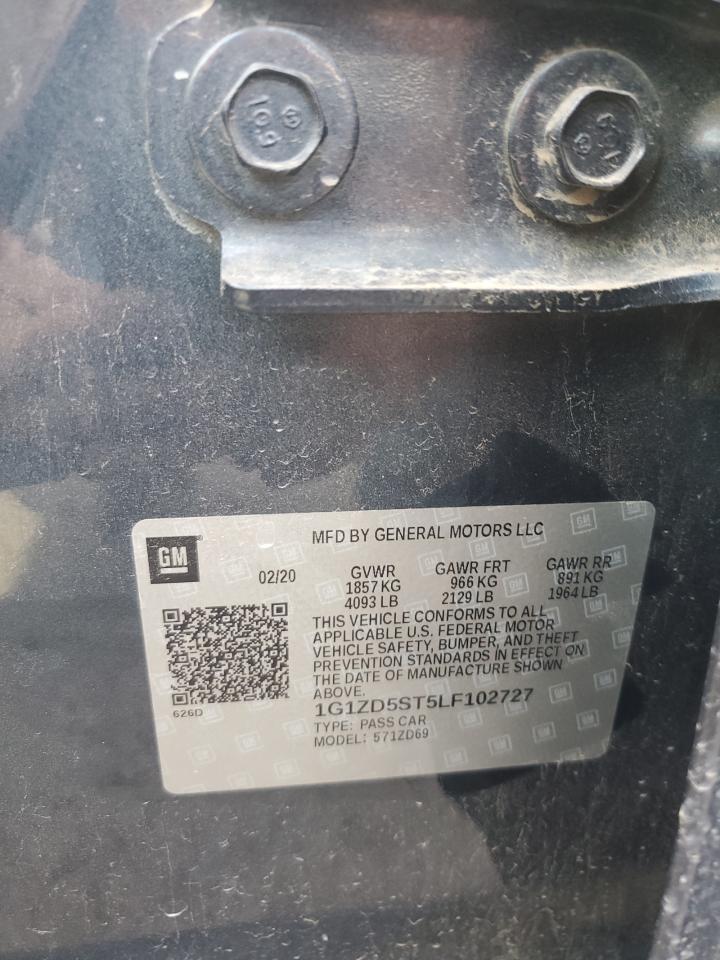 10.9
MFD BY GENERAL MOTORS LLC
GM
02/20
GVWR
1857 KG
4093 LB
GAWR FRT
966 KG
2129 LB
GAWR RR
891 KG
1964 LB
THIS VEHICLE CONFORMS TO ALL
APPLICABLE U.S. FEDERAL MOTOR
VEHICLE SAFETY, BUMPER, AND THEFT
PREVENTION STANDARDS IN EFFECT ON
THE DATE OF MANUFACTURE SHOWN
ABOVE.
626D
1G1ZD5ST5LF102727
TYPE: PASS CAR
MODEL: 571ZD69